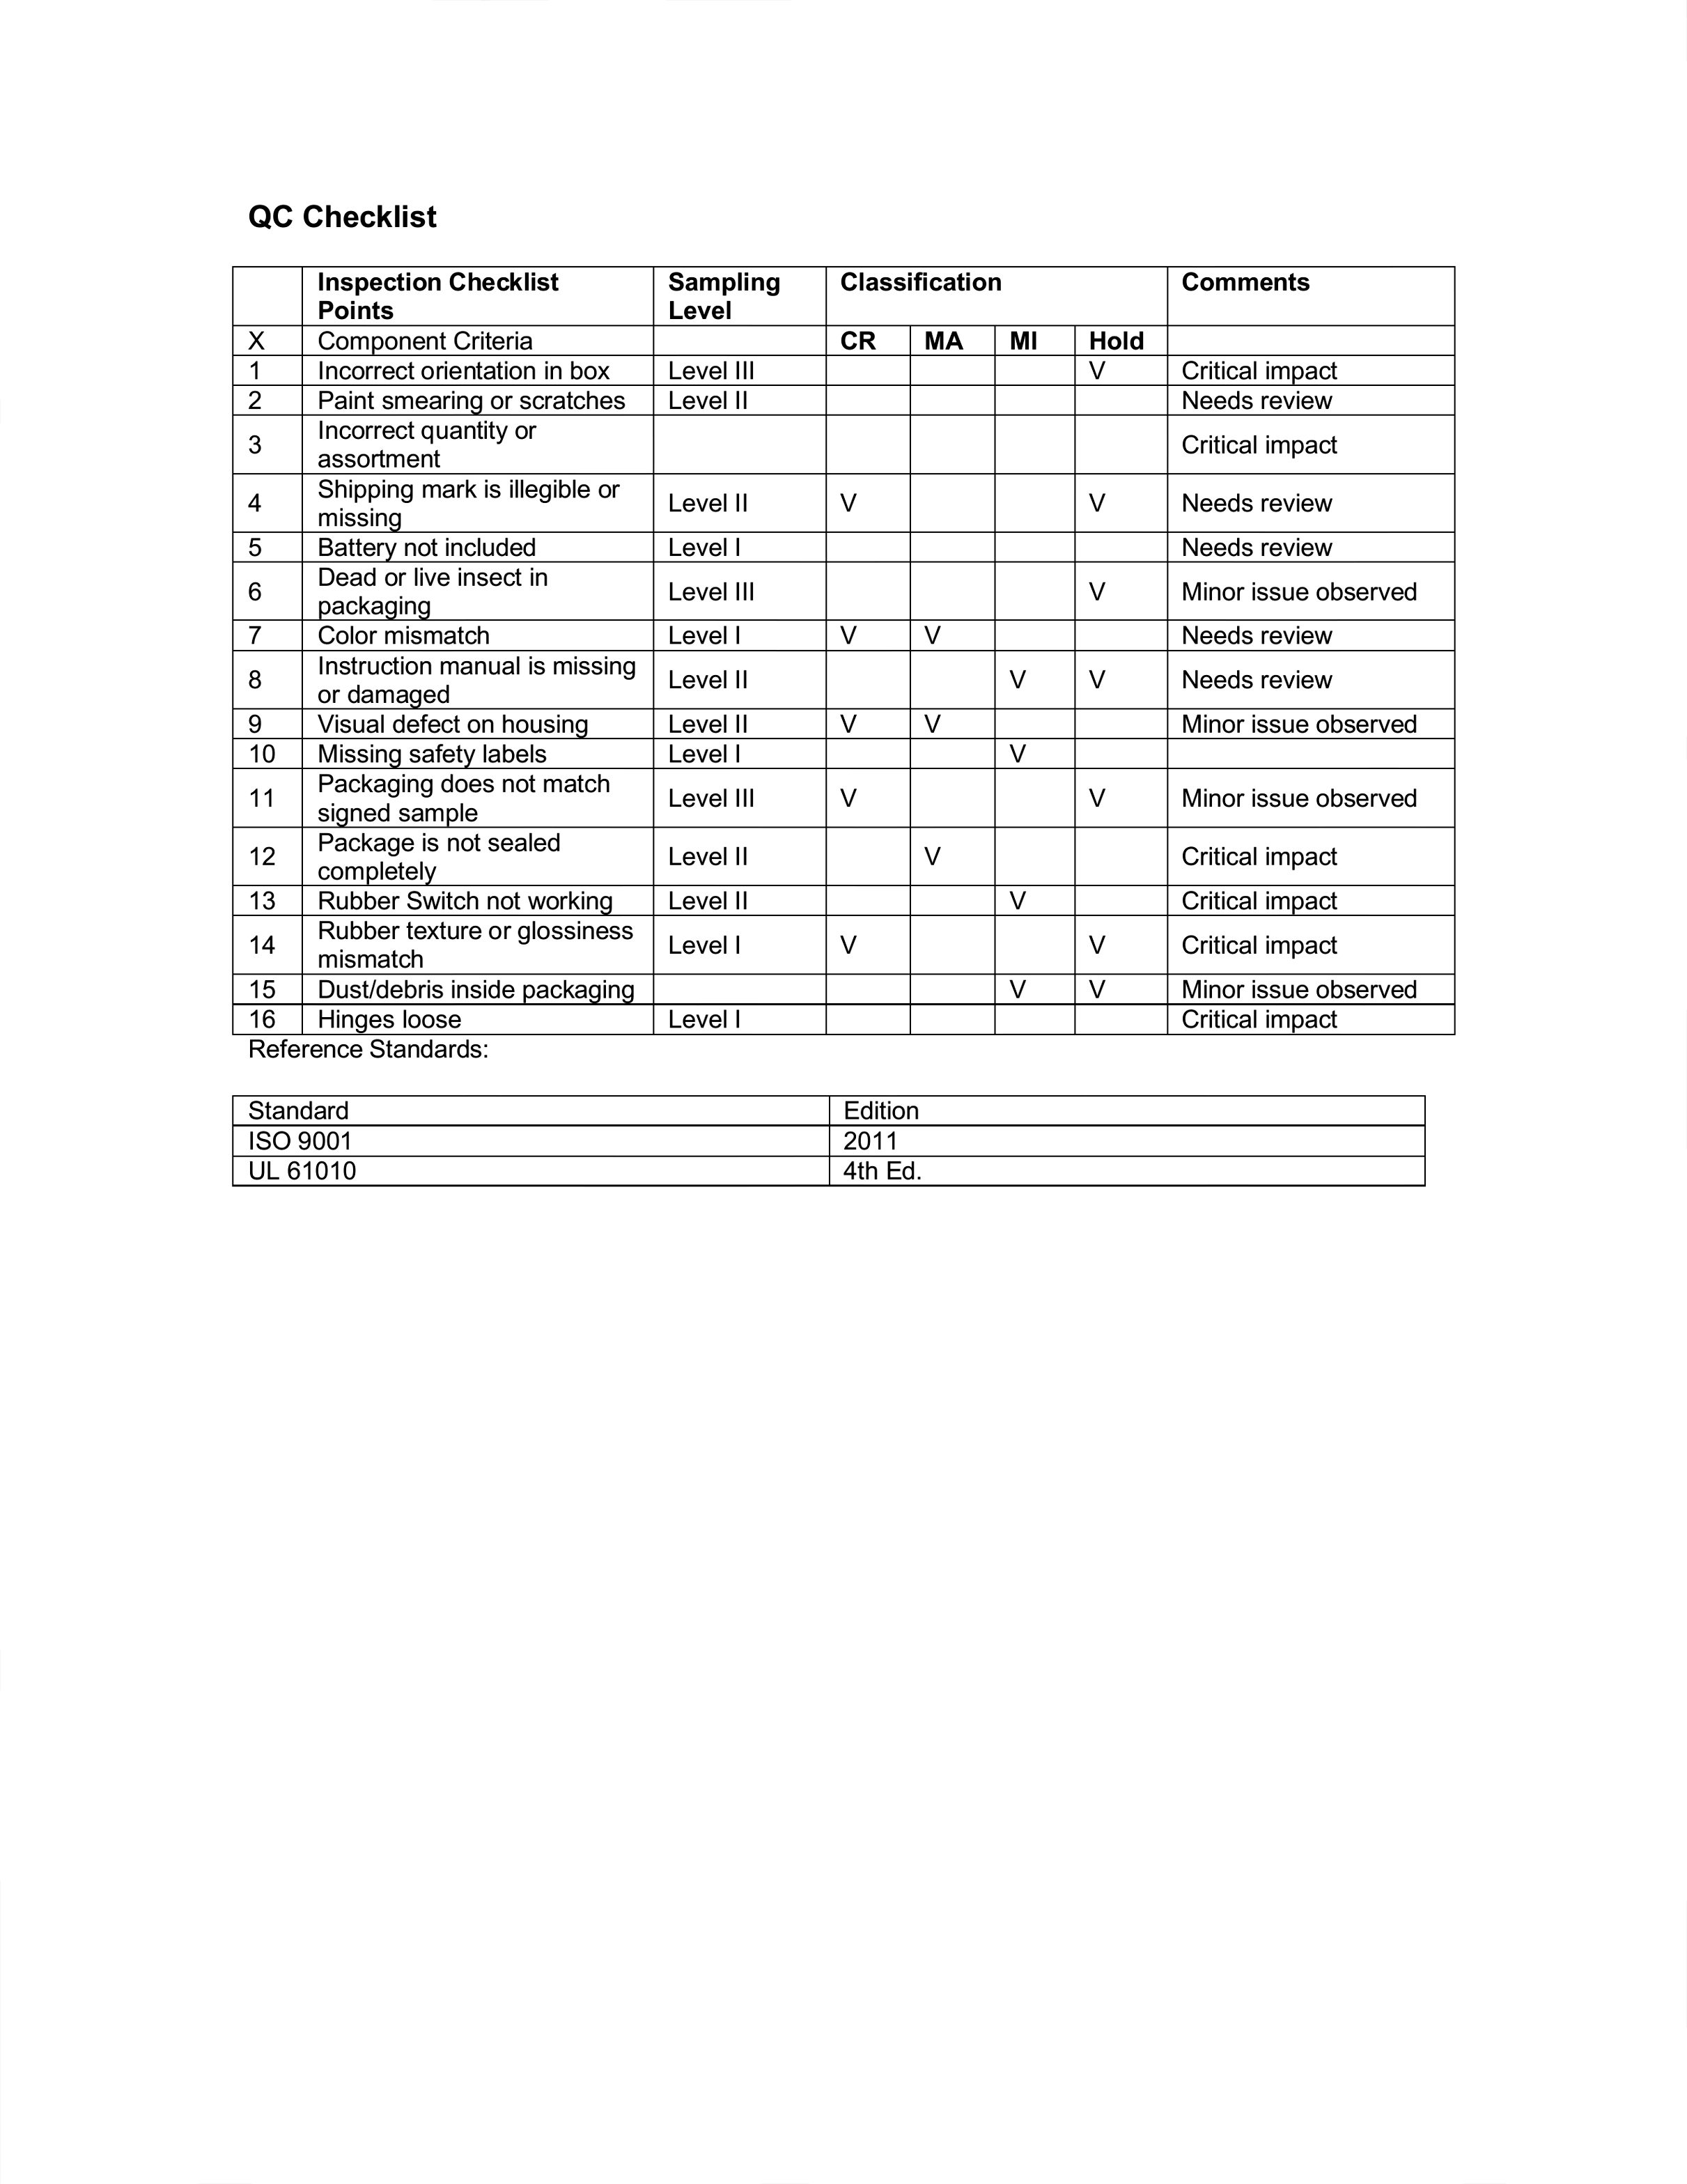 QC Checklist
Inspection Checklist Points Sampling Level Classification Comments
X Component Criteria CR MA MI Hold
1 Incorrect orientation in box Level III V Critical impact
2 Paint smearing or scratches Level II Needs review
3 Incorrect quantity or assortment Critical impact
4 Shipping mark is illegible or missing Level II V V Needs review
5 Battery not included Level I Needs review
6 Dead or live insect in packaging Level III V Minor issue observed
7 Color mismatch Level I V V Needs review
8 Instruction manual is missing or damaged Level II V V Needs review
9 Visual defect on housing Level II V V Minor issue observed
10 Missing safety labels Level I V
11 Packaging does not match signed sample Level III V V Minor issue observed
12 Package is not sealed completely Level II V Critical impact
13 Rubber Switch not working Level II V Critical impact
14 Rubber texture or glossiness mismatch Level I V V Critical impact
15 Dust/debris inside packaging V V Minor issue observed
16 Hinges loose Level I Critical impact
Reference Standards:
Standard Edition
ISO 9001 2011
UL 61010 4th Ed.